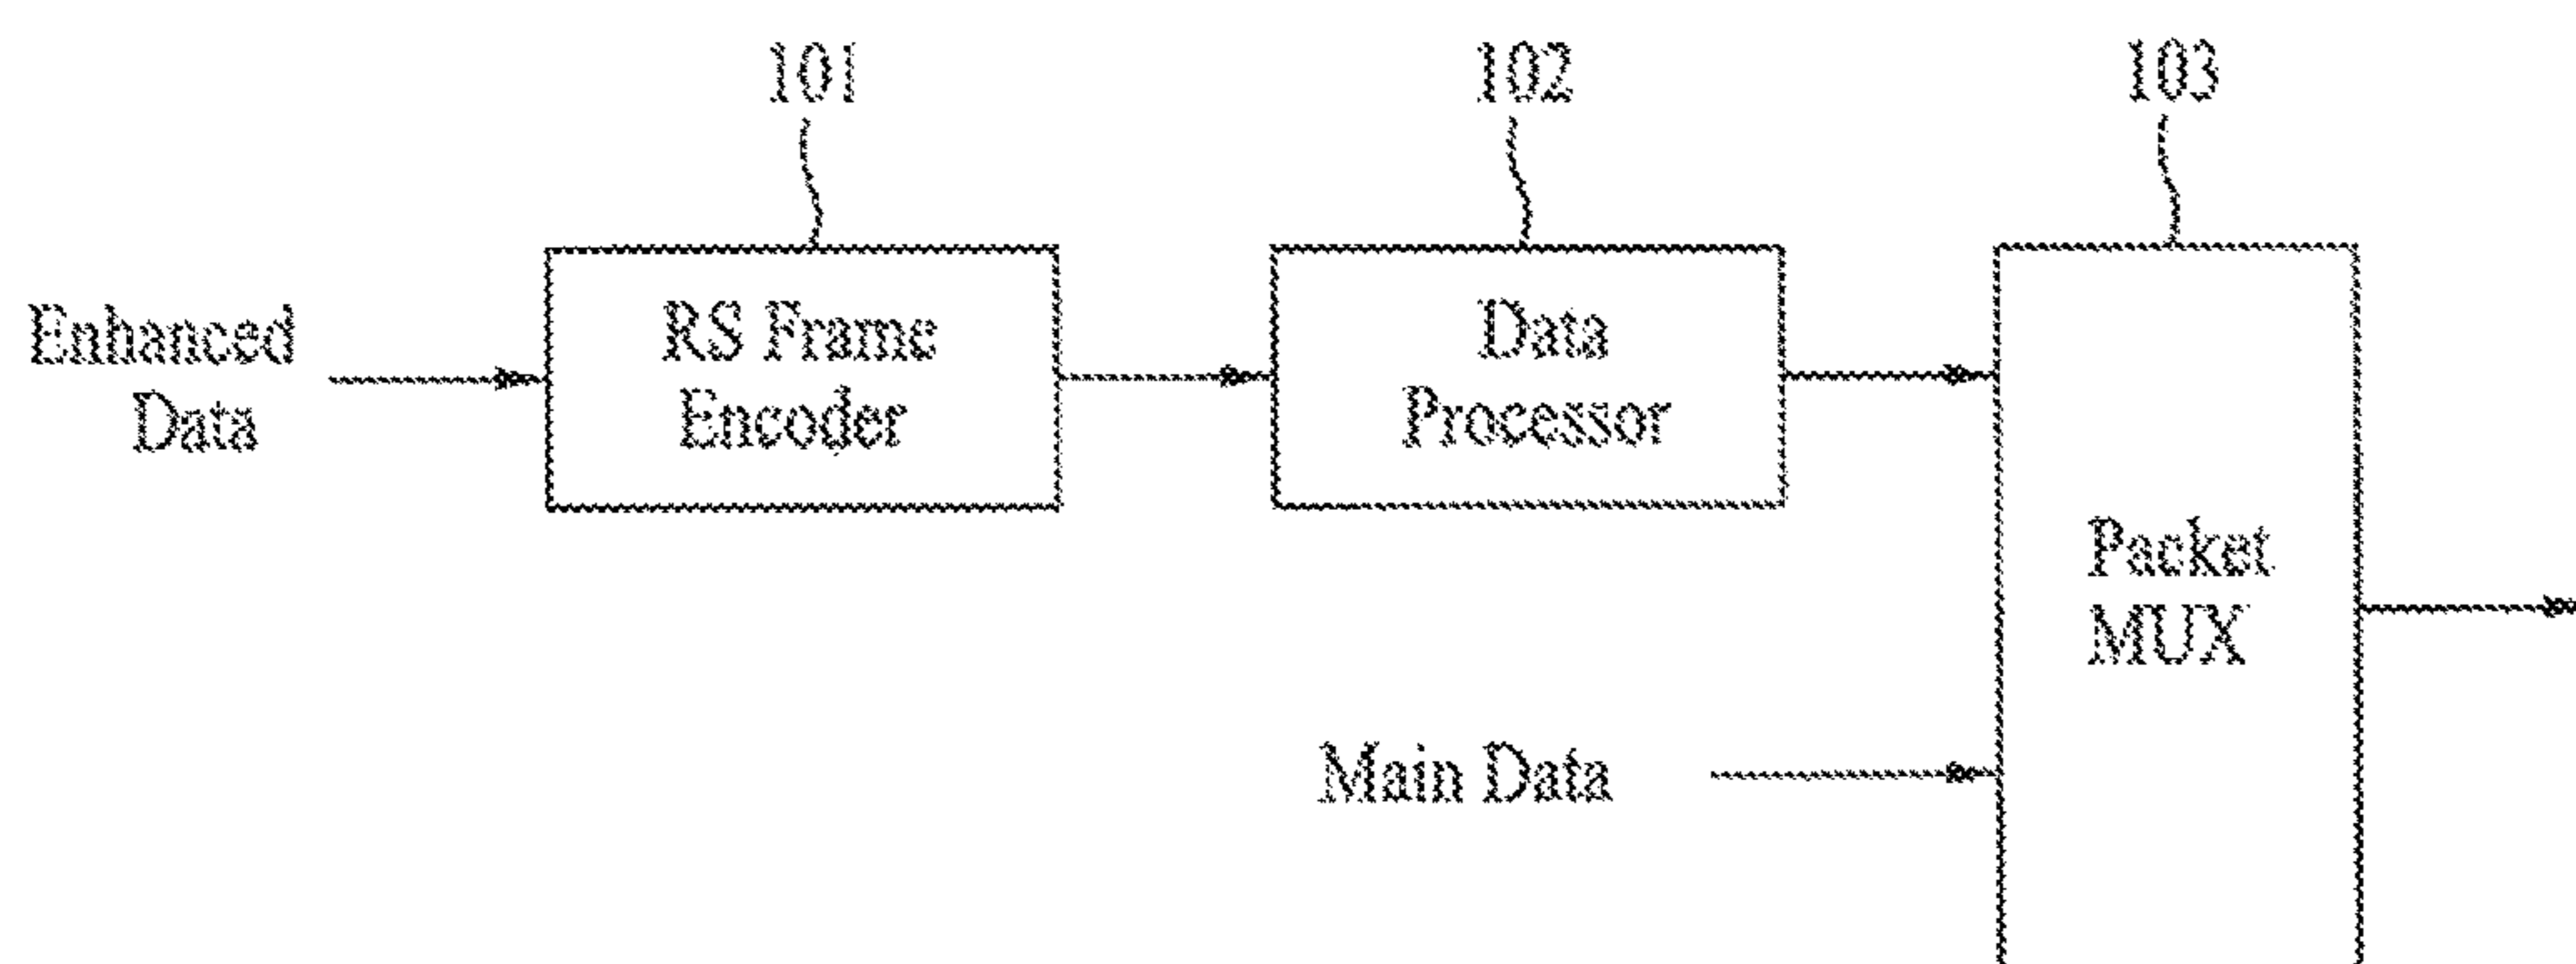 101
102
103
Enhanced
Data
RS Frame
Encoder
Data
Processor
Packet
MUX
Main Data